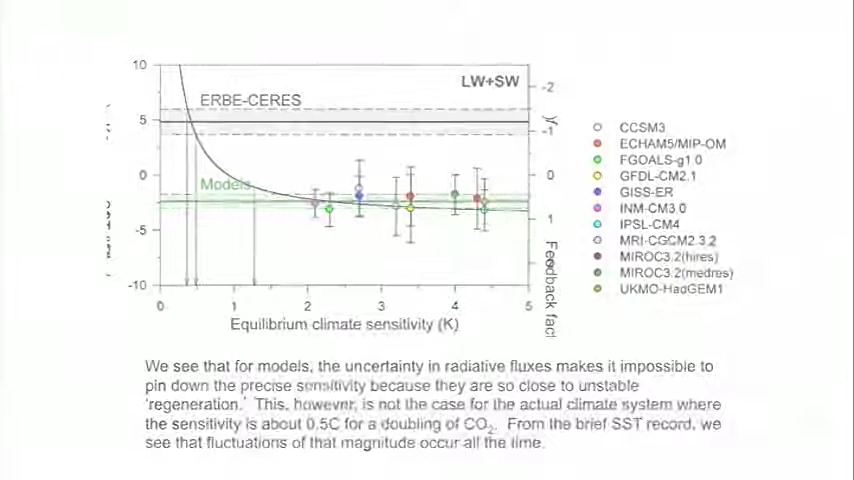 10
LW+SW
-2
ERBE-CERES
5
-1
0
Models
0
-5
1
-10
0 1 2 3 4 5
Equilibrium climate sensitivity (K)
Feedback fact
CCSM3
ECHAM5/MIP-OM
FGOALS-g1.0
GFDL-CM2.1
GISS-ER
INM-CM3.0
IPSL-CM4
MRI-CGCM2.3.2
MIROC3.2(hires)
MIROC3.2(medres)
UKMO-HadGEM1
We see that for models, the uncertainty in radiative fluxes makes it impossible to
pin down the precise sensitivity because they are so close to unstable
'regeneration.' This, however, is not the case for the actual climate system where
the sensitivity is about 0.5C for a doubling of CO2. From the brief SST record, we
see that fluctuations of that magnitude occur all the time.